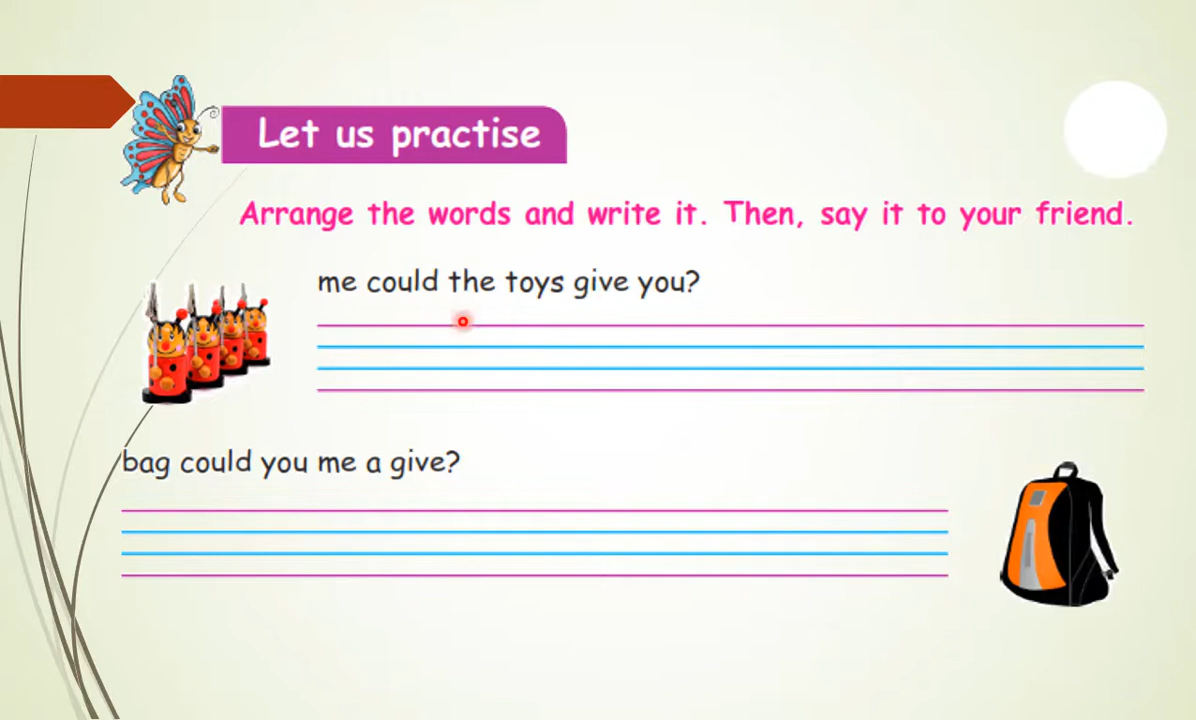 Let us practise
Arrange the words and write it. Then, say it to your friend.
me could the toys give you?
bag could you me a give?